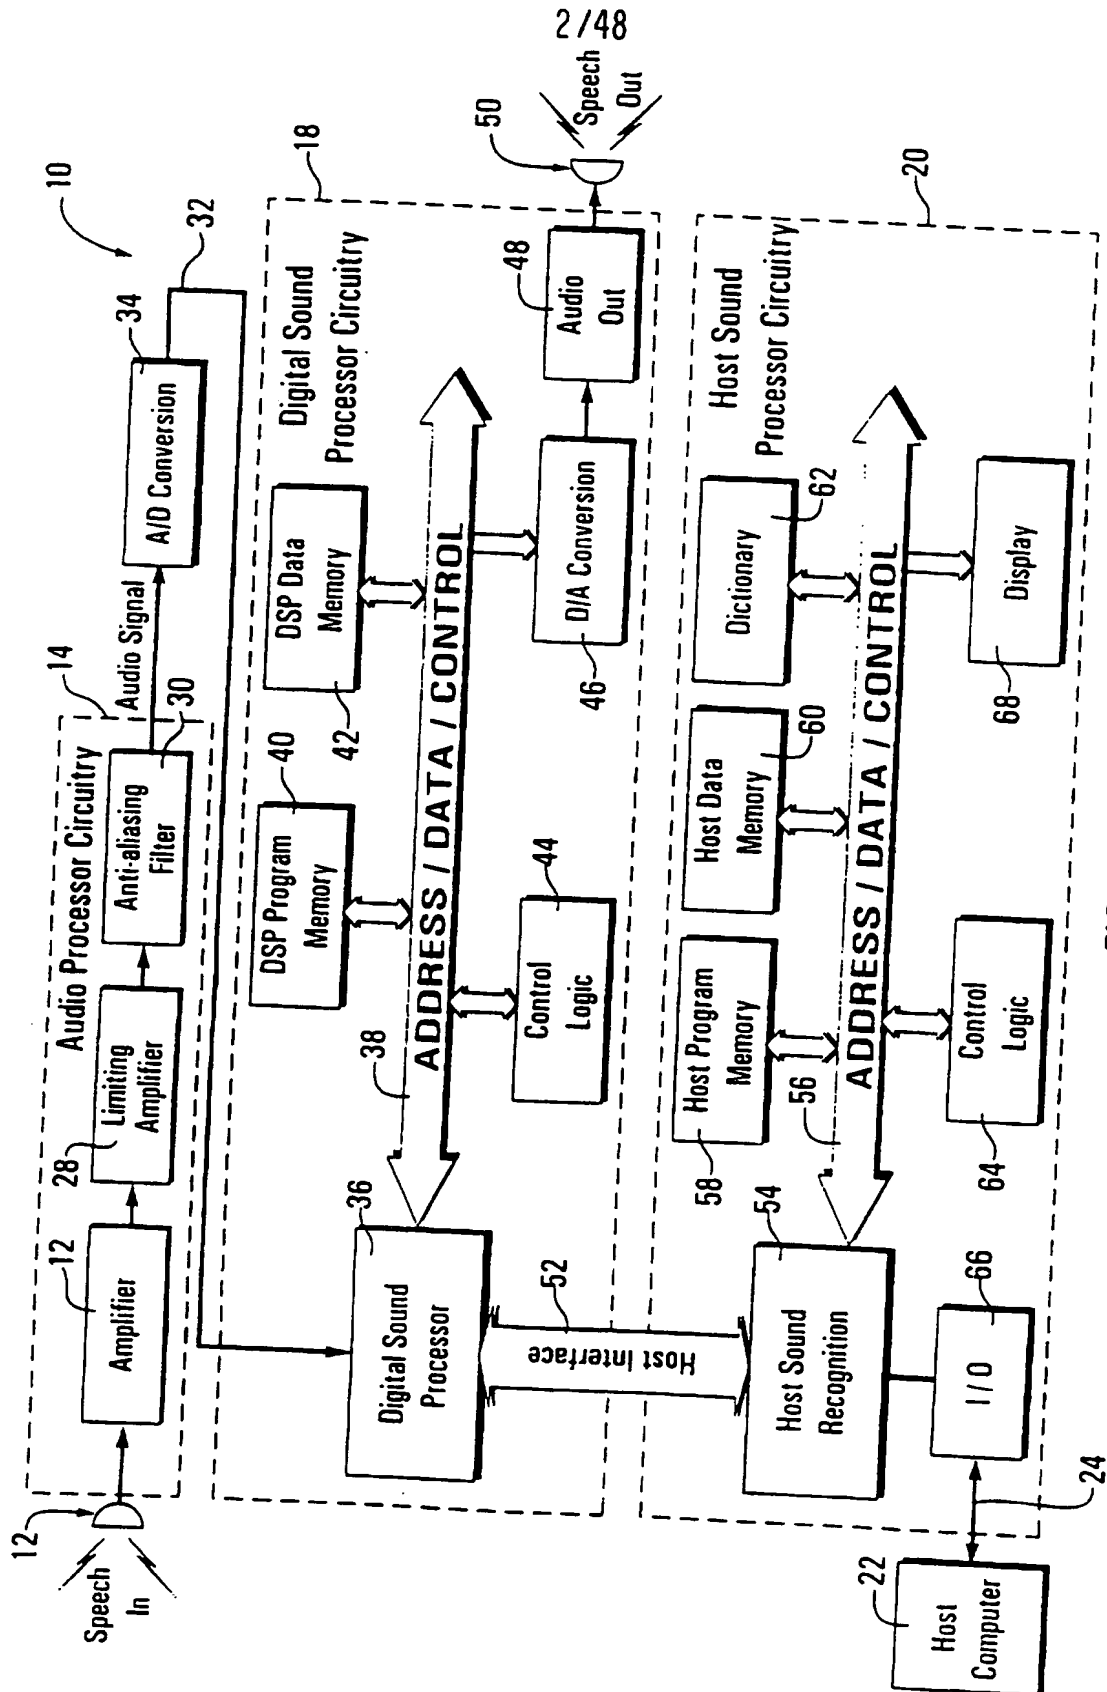 2/48
10
12
Speech
In
14
Audio Processor Circuitry
12
Amplifier
28
Limiting
Amplifier
30
Anti-aliasing
Filter
Audio Signal
34
A/D Conversion
32
18
Digital Sound
Processor Circuitry
36
Digital Sound
Processor
38
ADDRESS / DATA / CONTROL
40
DSP Program
Memory
42
DSP Data
Memory
44
Control
Logic
46
D/A Conversion
48
Audio
Out
50
Speech
Out
52
Host Interface
20
Host Sound
Processor Circuitry
54
Host Sound
Recognition
56
ADDRESS / DATA / CONTROL
58
Host Program
Memory
60
Host Data
Memory
62
Dictionary
64
Control
Logic
66
I/O
68
Display
22
Host
Computer
24